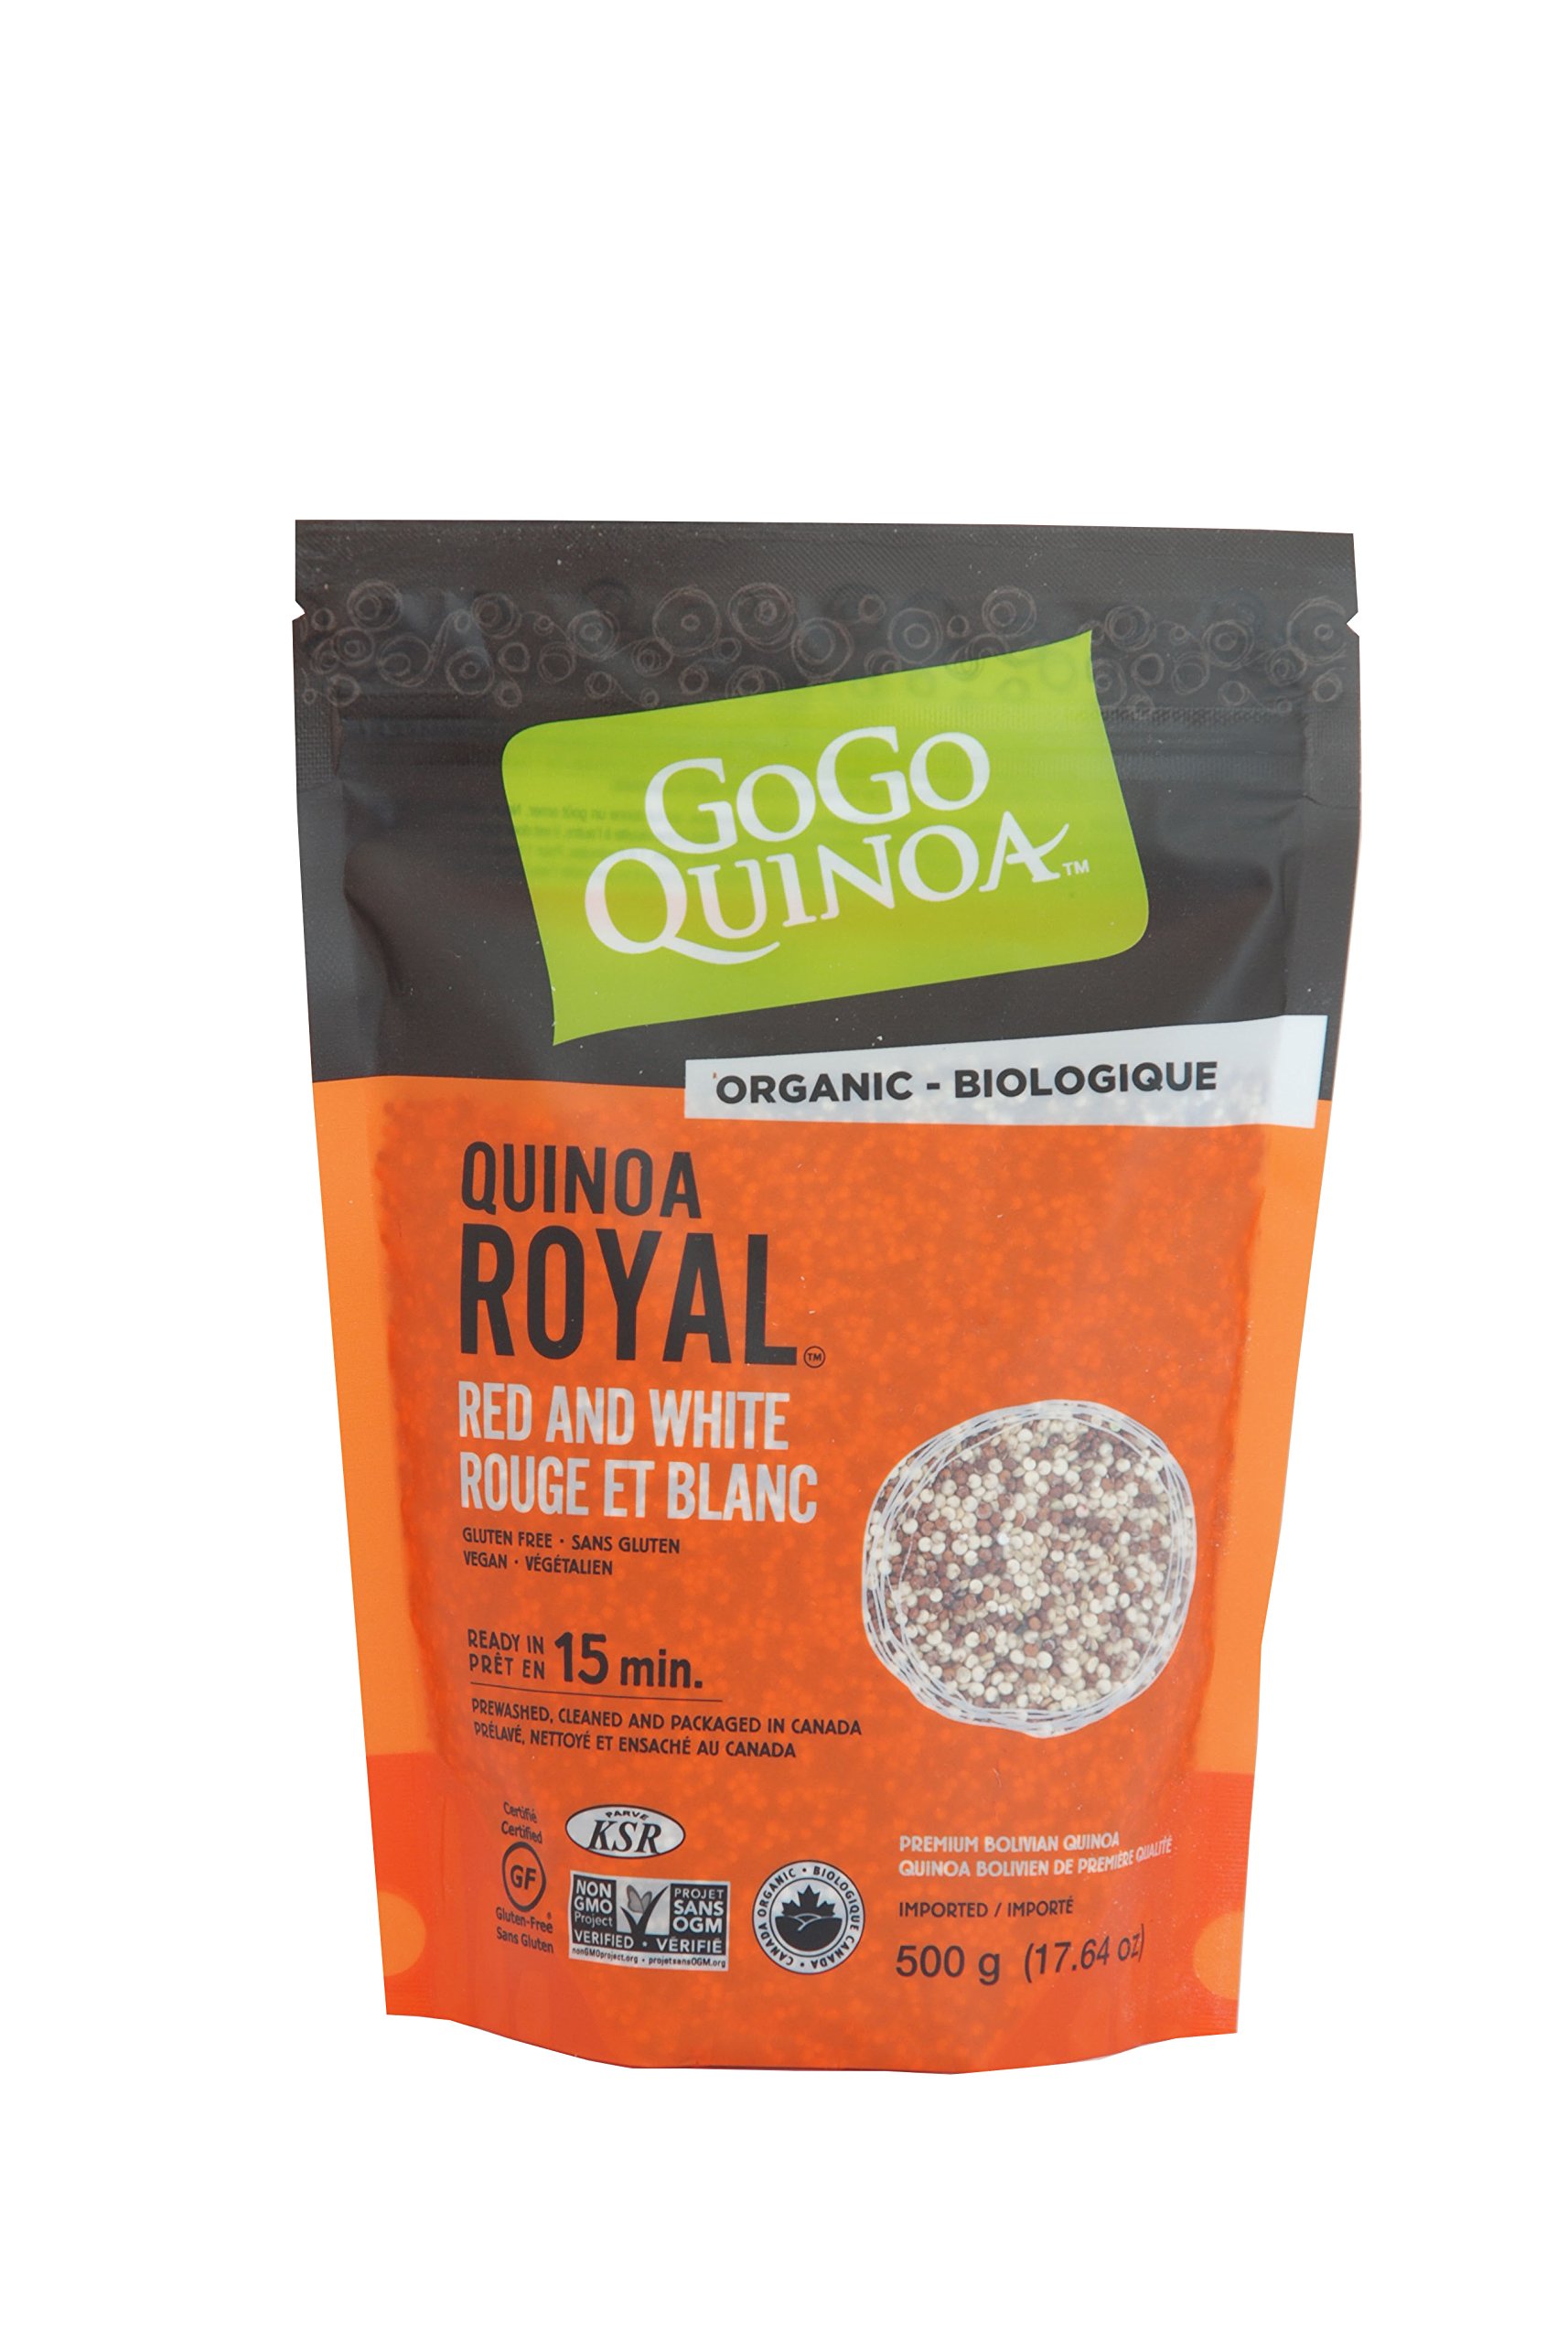 GOGO
QUINOA™
ORGANIC - BIOLOGIQUE
QUINOA
ROYAL™
RED AND WHITE
ROUGE ET BLANC
GLUTEN FREE · SANS GLUTEN
VEGAN · VÉGÉTALIEN
READY IN
PRÊT EN
15 min.
PREWASHED, CLEANED AND PACKAGED IN CANADA
PRÉLAVÉ, NETTOYÉ ET ENSACHÉ AU CANADA
Certifié
Certified
GF
Gluten-Free®
Sans Gluten
PARVE
KSR
NON
GMO
Project
PROJET
SANS
OGM
VERIFIED • VÉRIFIÉ
nonGMOproject.org • projetsansOGM.org
CANADA ORGANIC • BIOLOGIQUE CANADA •
PREMIUM BOLIVIAN QUINOA
QUINOA BOLIVIEN DE PREMIÈRE QUALITÉ
IMPORTED / IMPORTÉ
500 g (17.64 oz)